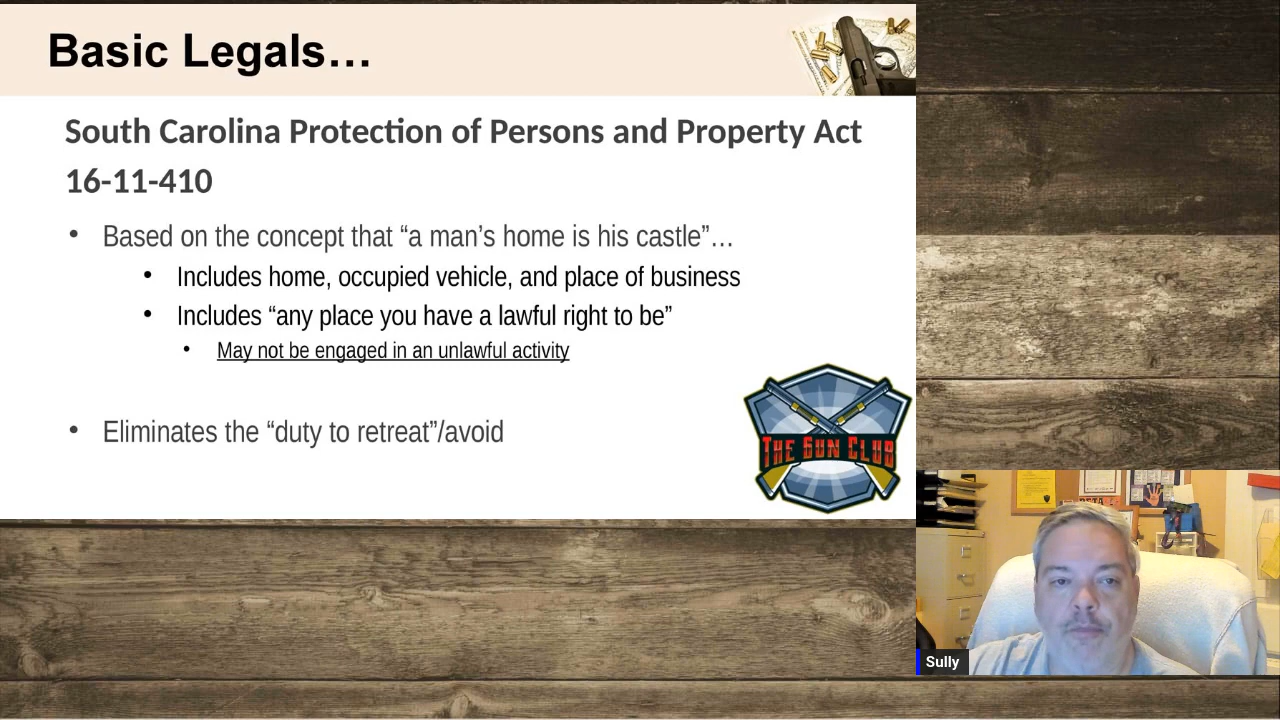 Basic Legals…
South Carolina Protection of Persons and Property Act
16-11-410
• Based on the concept that “a man’s home is his castle”…
• Includes home, occupied vehicle, and place of business
• Includes “any place you have a lawful right to be”
• May not be engaged in an unlawful activity
• Eliminates the “duty to retreat”/avoid
THE GUN CLUB
Sully